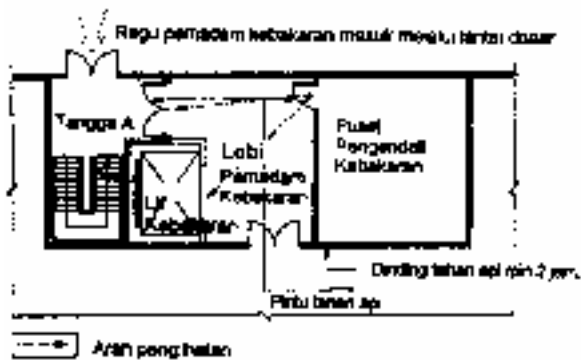 Regu pemadam kebakaran masuk melalui lantai dasar
Tangga A
Lobi
Pemadam
Kebakaran
Pusat
Pengendali
Kebakaran
Lif
Kebakaran
Dinding tahan api min 2 jam
Pintu tahan api
Arah penglihatan